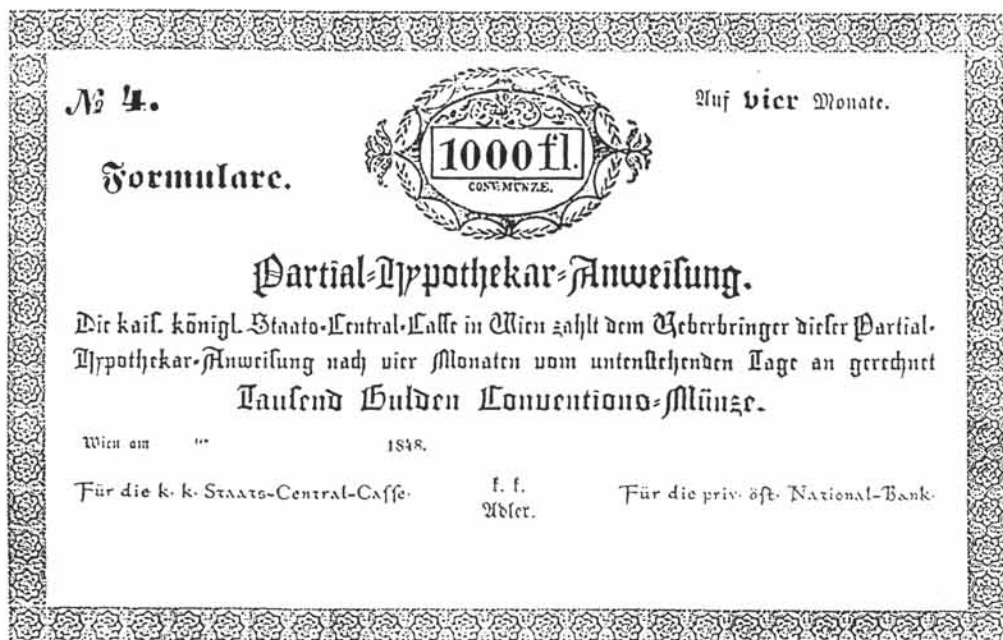 № 4.
Auf vier Monate.
1000 fl.
CONV: MÜNZE.
Formulare.
Partial-Hypothekar-Anweisung.
Die kais. königl. Staats-Central-Casse in Wien zahlt dem Ueberbringer dieser Partial-
Hypothekar-Anweisung nach vier Monaten vom untenstehenden Tage an gerechnet
Tausend Gulden Conventions-Münze.
Wien am ten 1848.
Für die k. k. Staats-Central-Casse.
k. k.
Adler.
Für die priv. öst. National-Bank.